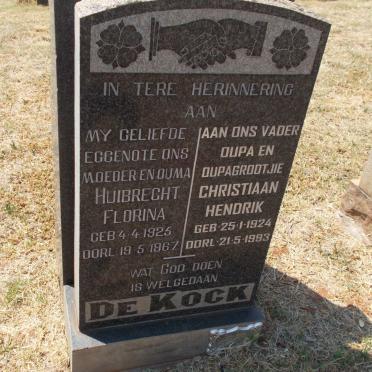 IN TERE HERINNERING
AAN
MY GELIEFDE
EGGENOTE ONS
MOEDER EN OUMA
HUIBRECHT
FLORINA
GEB 4-4-1925
OORL 19-5-1967
AAN ONS VADER
OUPA EN
OUPAGROOTJIE
CHRISTIAAN
HENDRIK
GEB·25·1·1924
OORL·21·5·1993
WAT GOD DOEN
IS WELGEDAAN
DE KOCK